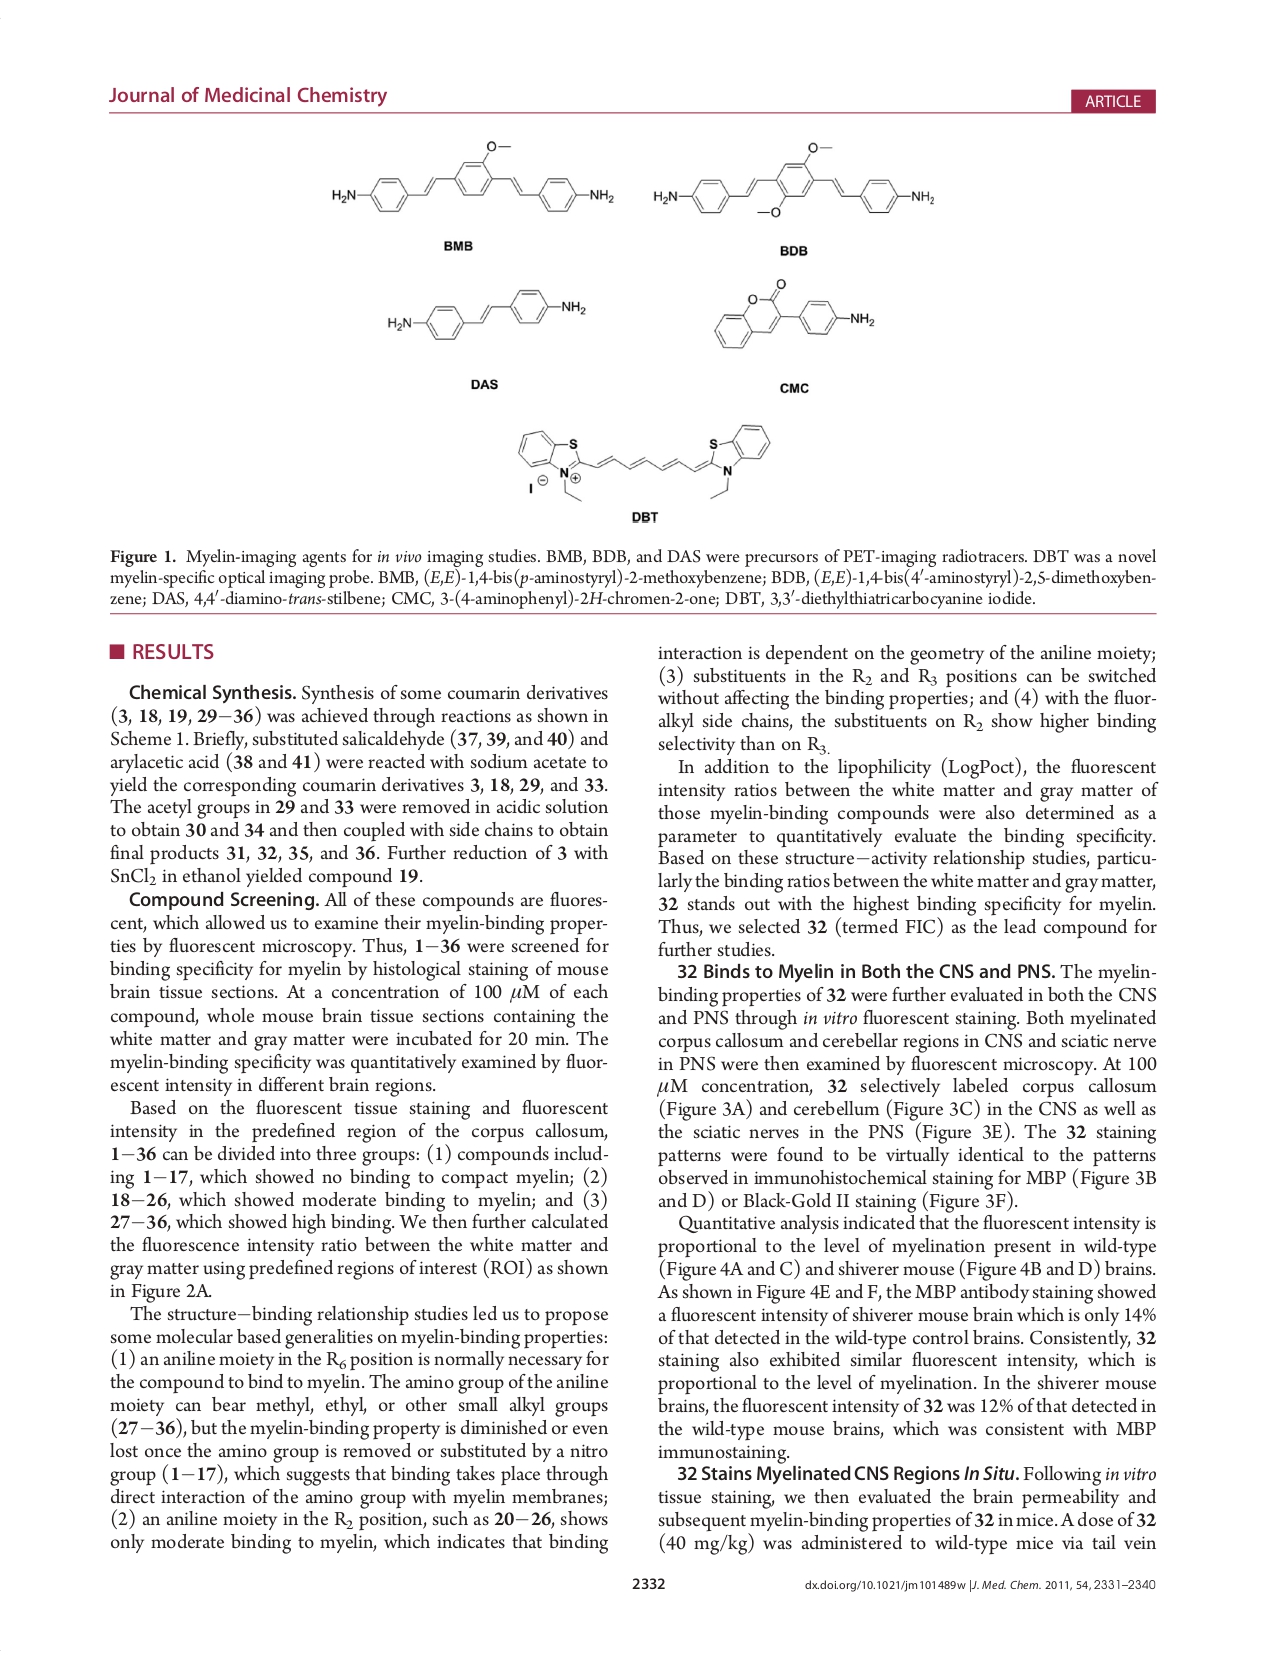 Journal of Medicinal Chemistry
ARTICLE
O
H2N
NH2
BMB
O
H2N
NH2
O
BDB
H2N
NH2
DAS
O
O
NH2
CMC
S
N
⊕
I
⊖
S
N
DBT
Figure 1. Myelin-imaging agents for in vivo imaging studies. BMB, BDB, and DAS were precursors of PET-imaging radiotracers. DBT was a novel
myelin-specific optical imaging probe. BMB, (E,E)-1,4-bis(p-aminostyryl)-2-methoxybenzene; BDB, (E,E)-1,4-bis(4′-aminostyryl)-2,5-dimethoxyben-
zene; DAS, 4,4′-diamino-trans-stilbene; CMC, 3-(4-aminophenyl)-2H-chromen-2-one; DBT, 3,3′-diethylthiatricarbocyanine iodide.
■ RESULTS
Chemical Synthesis. Synthesis of some coumarin derivatives
(3, 18, 19, 29−36) was achieved through reactions as shown in
Scheme 1. Briefly, substituted salicaldehyde (37, 39, and 40) and
arylacetic acid (38 and 41) were reacted with sodium acetate to
yield the corresponding coumarin derivatives 3, 18, 29, and 33.
The acetyl groups in 29 and 33 were removed in acidic solution
to obtain 30 and 34 and then coupled with side chains to obtain
final products 31, 32, 35, and 36. Further reduction of 3 with
SnCl2 in ethanol yielded compound 19.
Compound Screening. All of these compounds are fluores-
cent, which allowed us to examine their myelin-binding proper-
ties by fluorescent microscopy. Thus, 1−36 were screened for
binding specificity for myelin by histological staining of mouse
brain tissue sections. At a concentration of 100 μM of each
compound, whole mouse brain tissue sections containing the
white matter and gray matter were incubated for 20 min. The
myelin-binding specificity was quantitatively examined by fluor-
escent intensity in different brain regions.
Based on the fluorescent tissue staining and fluorescent
intensity in the predefined region of the corpus callosum,
1−36 can be divided into three groups: (1) compounds includ-
ing 1−17, which showed no binding to compact myelin; (2)
18−26, which showed moderate binding to myelin; and (3)
27−36, which showed high binding. We then further calculated
the fluorescence intensity ratio between the white matter and
gray matter using predefined regions of interest (ROI) as shown
in Figure 2A.
The structure−binding relationship studies led us to propose
some molecular based generalities on myelin-binding properties:
(1) an aniline moiety in the R6 position is normally necessary for
the compound to bind to myelin. The amino group of the aniline
moiety can bear methyl, ethyl, or other small alkyl groups
(27−36), but the myelin-binding property is diminished or even
lost once the amino group is removed or substituted by a nitro
group (1−17), which suggests that binding takes place through
direct interaction of the amino group with myelin membranes;
(2) an aniline moiety in the R2 position, such as 20−26, shows
only moderate binding to myelin, which indicates that binding
interaction is dependent on the geometry of the aniline moiety;
(3) substituents in the R2 and R3 positions can be switched
without affecting the binding properties; and (4) with the fluor-
alkyl side chains, the substituents on R2 show higher binding
selectivity than on R3.
In addition to the lipophilicity (LogPoct), the fluorescent
intensity ratios between the white matter and gray matter of
those myelin-binding compounds were also determined as a
parameter to quantitatively evaluate the binding specificity.
Based on these structure−activity relationship studies, particu-
larly the binding ratios between the white matter and gray matter,
32 stands out with the highest binding specificity for myelin.
Thus, we selected 32 (termed FIC) as the lead compound for
further studies.
32 Binds to Myelin in Both the CNS and PNS. The myelin-
binding properties of 32 were further evaluated in both the CNS
and PNS through in vitro fluorescent staining. Both myelinated
corpus callosum and cerebellar regions in CNS and sciatic nerve
in PNS were then examined by fluorescent microscopy. At 100
μM concentration, 32 selectively labeled corpus callosum
(Figure 3A) and cerebellum (Figure 3C) in the CNS as well as
the sciatic nerves in the PNS (Figure 3E). The 32 staining
patterns were found to be virtually identical to the patterns
observed in immunohistochemical staining for MBP (Figure 3B
and D) or Black-Gold II staining (Figure 3F).
Quantitative analysis indicated that the fluorescent intensity is
proportional to the level of myelination present in wild-type
(Figure 4A and C) and shiverer mouse (Figure 4B and D) brains.
As shown in Figure 4E and F, the MBP antibody staining showed
a fluorescent intensity of shiverer mouse brain which is only 14%
of that detected in the wild-type control brains. Consistently, 32
staining also exhibited similar fluorescent intensity, which is
proportional to the level of myelination. In the shiverer mouse
brains, the fluorescent intensity of 32 was 12% of that detected in
the wild-type mouse brains, which was consistent with MBP
immunostaining.
32 Stains Myelinated CNS Regions In Situ. Following in vitro
tissue staining, we then evaluated the brain permeability and
subsequent myelin-binding properties of 32 in mice. A dose of 32
(40 mg/kg) was administered to wild-type mice via tail vein
2332
dx.doi.org/10.1021/jm101489w |J. Med. Chem. 2011, 54, 2331–2340